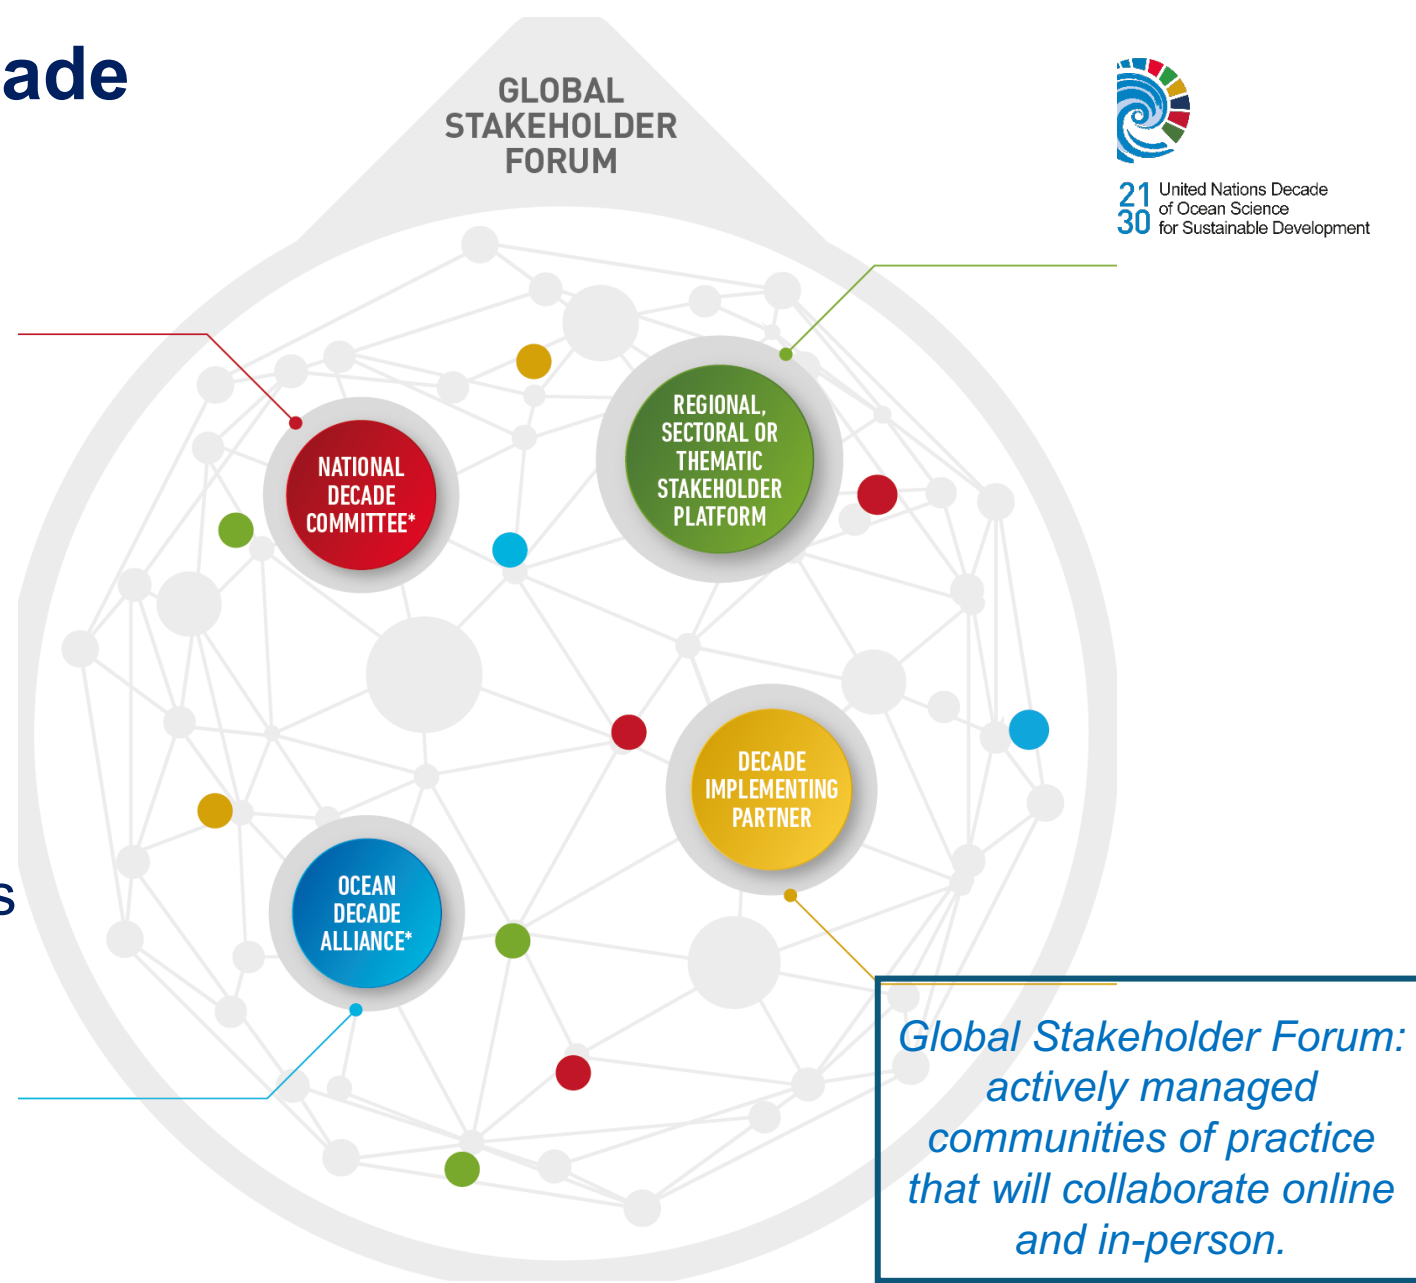 ade
GLOBAL
STAKEHOLDER
FORUM
21
30
United Nations Decade
of Ocean Science
for Sustainable Development
NATIONAL
DECADE
COMMITTEE*
REGIONAL,
SECTORAL OR
THEMATIC
STAKEHOLDER
PLATFORM
DECADE
IMPLEMENTING
PARTNER
OCEAN
DECADE
ALLIANCE*
s
Global Stakeholder Forum:
actively managed
communities of practice
that will collaborate online
and in-person.